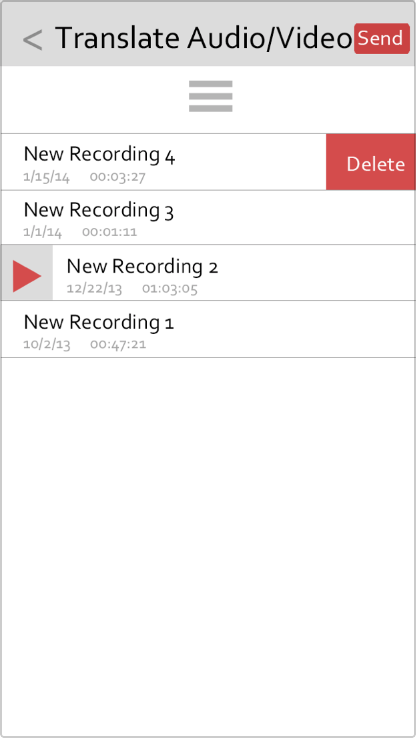 < Translate Audio/Video Send
New Recording 4
1/15/14 00:03:27
Delete
New Recording 3
1/1/14 00:01:11
New Recording 2
12/22/13 01:03:05
New Recording 1
10/2/13 00:47:21